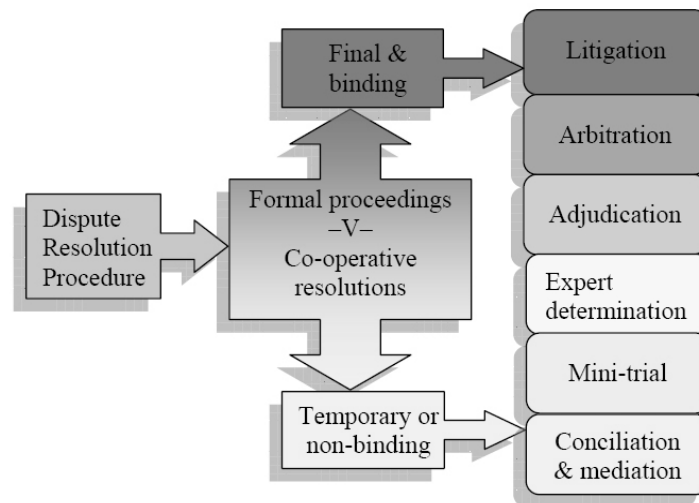 Final &
binding
Litigation
Arbitration
Dispute
Resolution
Procedure
Formal proceedings
–V–
Co-operative
resolutions
Adjudication
Expert
determination
Mini-trial
Temporary or
non-binding
Conciliation
& mediation